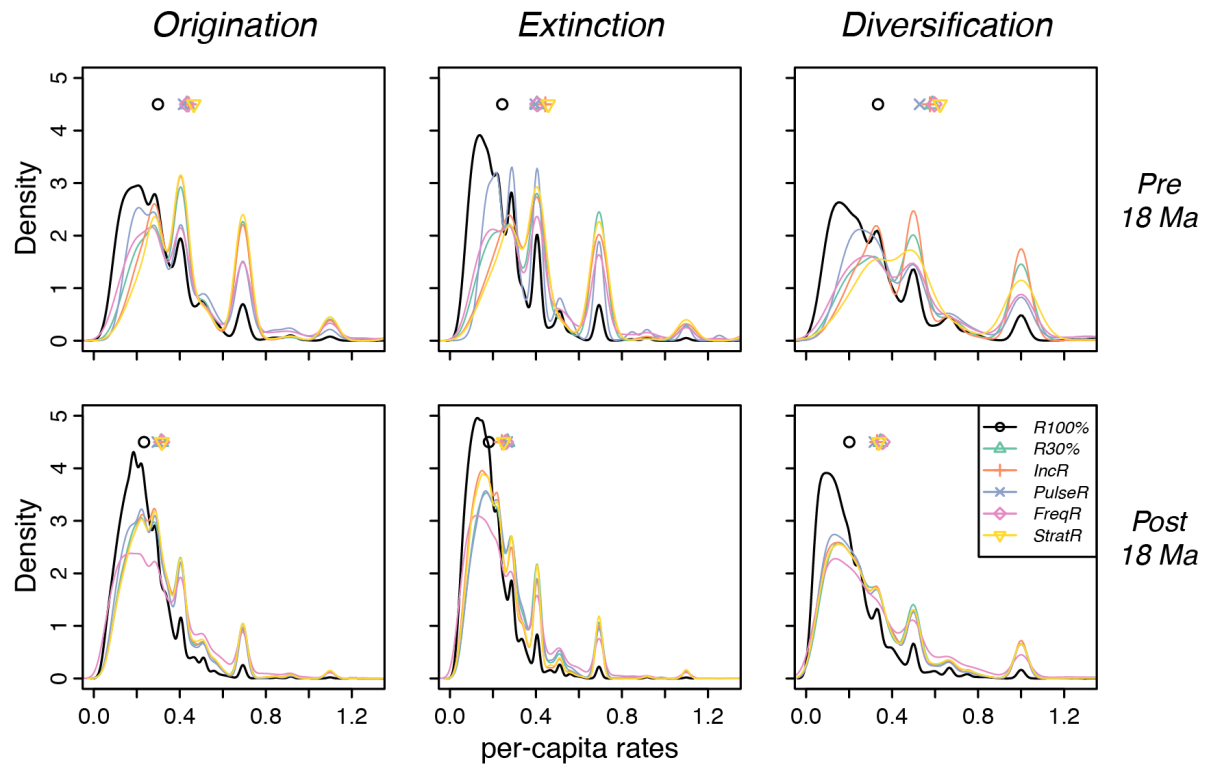 Origination Extinction Diversification
5
4
3
2
1
0
Density
Pre
18 Ma
5
4
3
2
1
0
Density
R100%
R30%
IncR
PulseR
FreqR
StratR
Post
18 Ma
0.0 0.4 0.8 1.2 0.0 0.4 0.8 1.2 0.0 0.4 0.8 1.2
per-capita rates